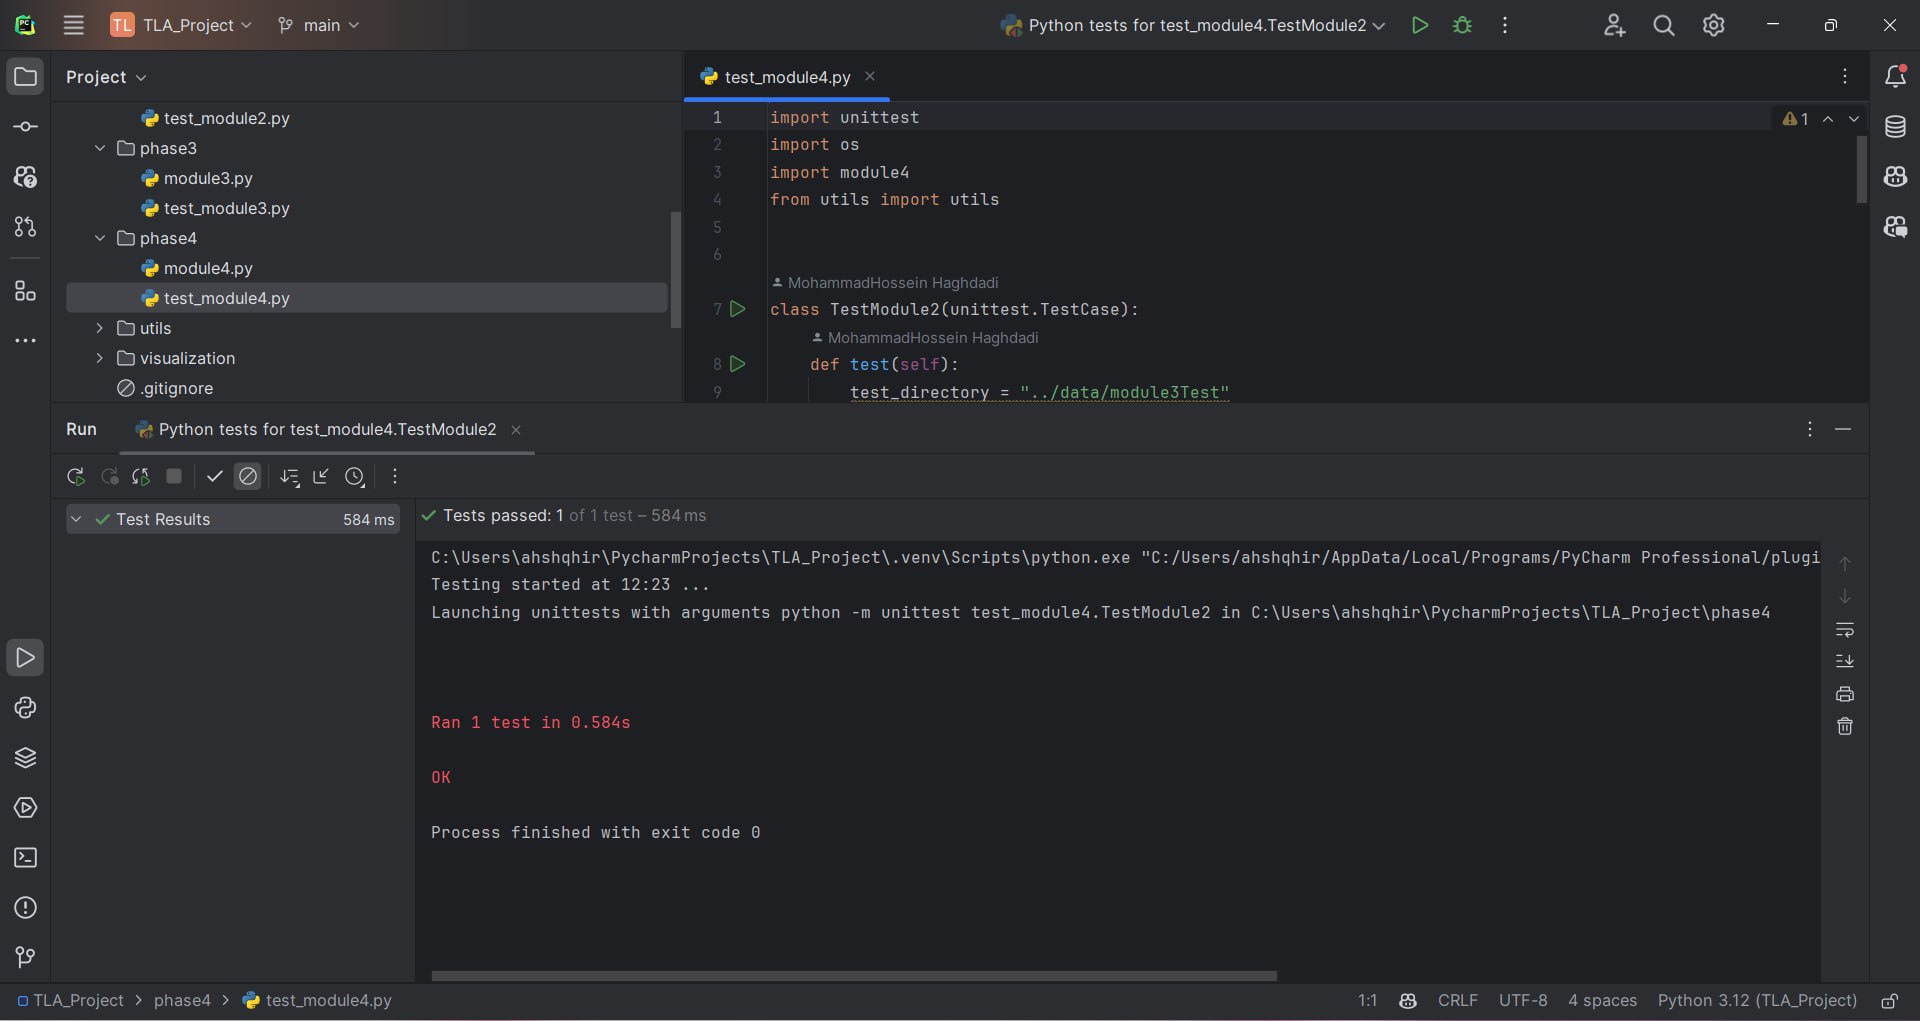 TL TLA_Project main Python tests for test_module4.TestModule2
Project
test_module2.py
phase3
module3.py
test_module3.py
phase4
module4.py
test_module4.py
utils
visualization
.gitignore
test_module4.py
1 import unittest
2 import os
3 import module4
4 from utils import utils
5
6
MohammadHossein Haghdadi
7 class TestModule2(unittest.TestCase):
MohammadHossein Haghdadi
8 def test(self):
9 test_directory = "../data/module3Test"
1
Run Python tests for test_module4.TestModule2
Test Results 584 ms
Tests passed: 1 of 1 test – 584 ms
C:\Users\ahshqhir\PycharmProjects\TLA_Project\.venv\Scripts\python.exe "C:/Users/ahshqhir/AppData/Local/Programs/PyCharm Professional/plugi
Testing started at 12:23 ...
Launching unittests with arguments python -m unittest test_module4.TestModule2 in C:\Users\ahshqhir\PycharmProjects\TLA_Project\phase4
Ran 1 test in 0.584s
OK
Process finished with exit code 0
TLA_Project > phase4 > test_module4.py 1:1 CRLF UTF-8 4 spaces Python 3.12 (TLA_Project)